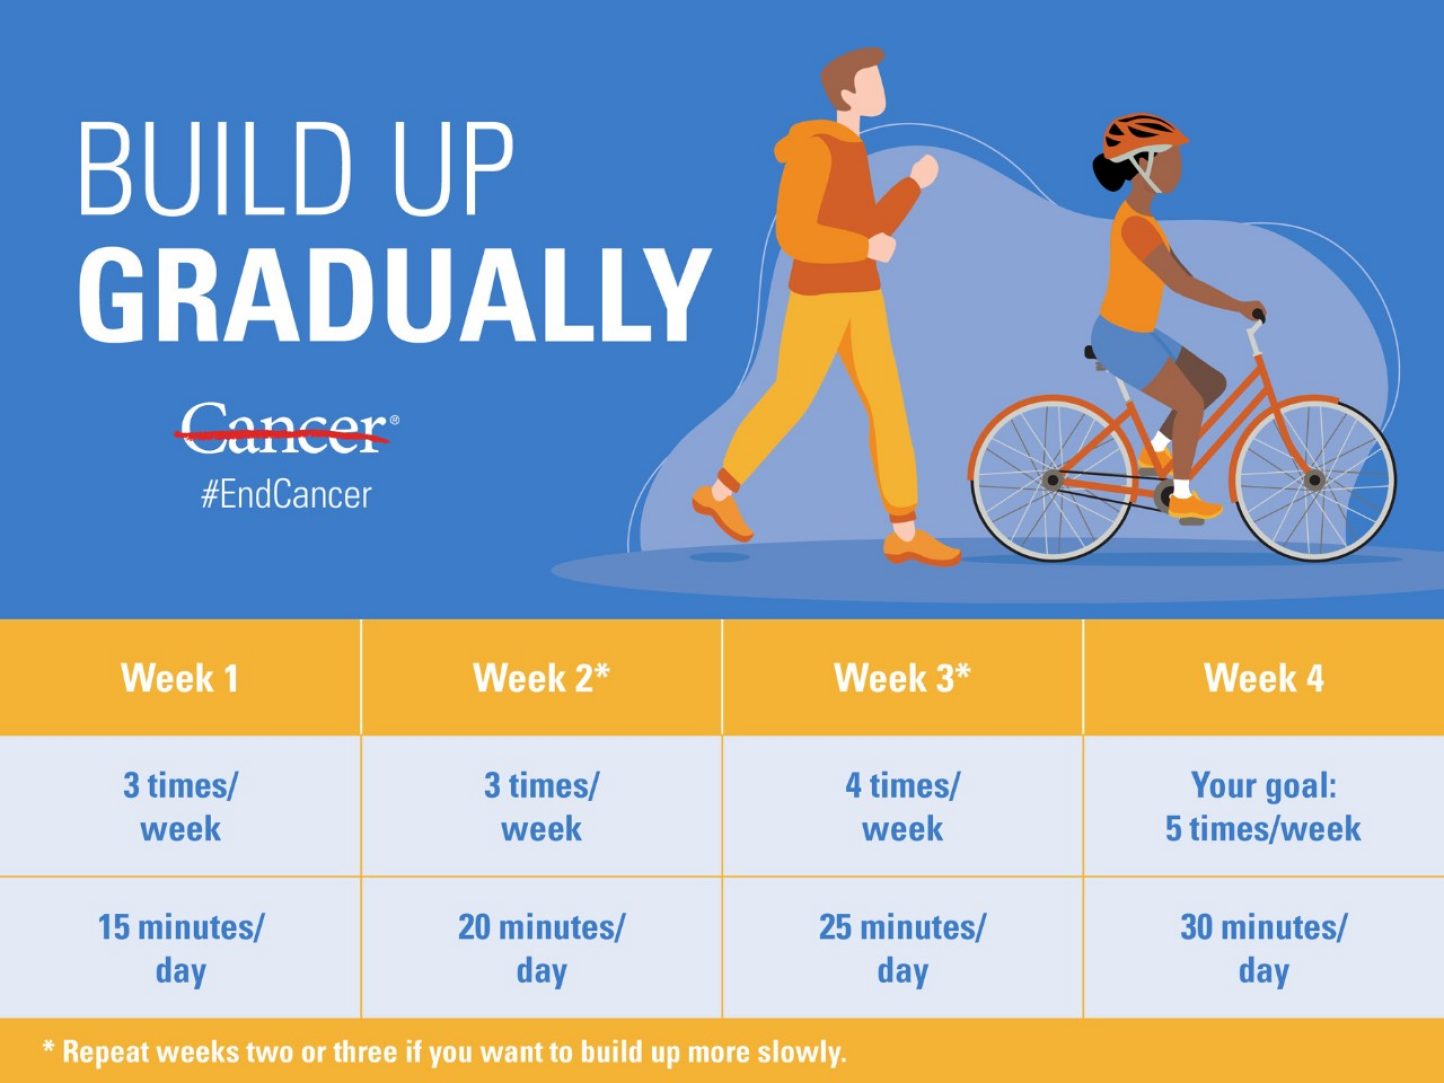 BUILD UP
GRADUALLY
Cancer®
#EndCancer
Week 1
Week 2*
Week 3*
Week 4
3 times/
week
3 times/
week
4 times/
week
Your goal:
5 times/week
15 minutes/
day
20 minutes/
day
25 minutes/
day
30 minutes/
day
* Repeat weeks two or three if you want to build up more slowly.